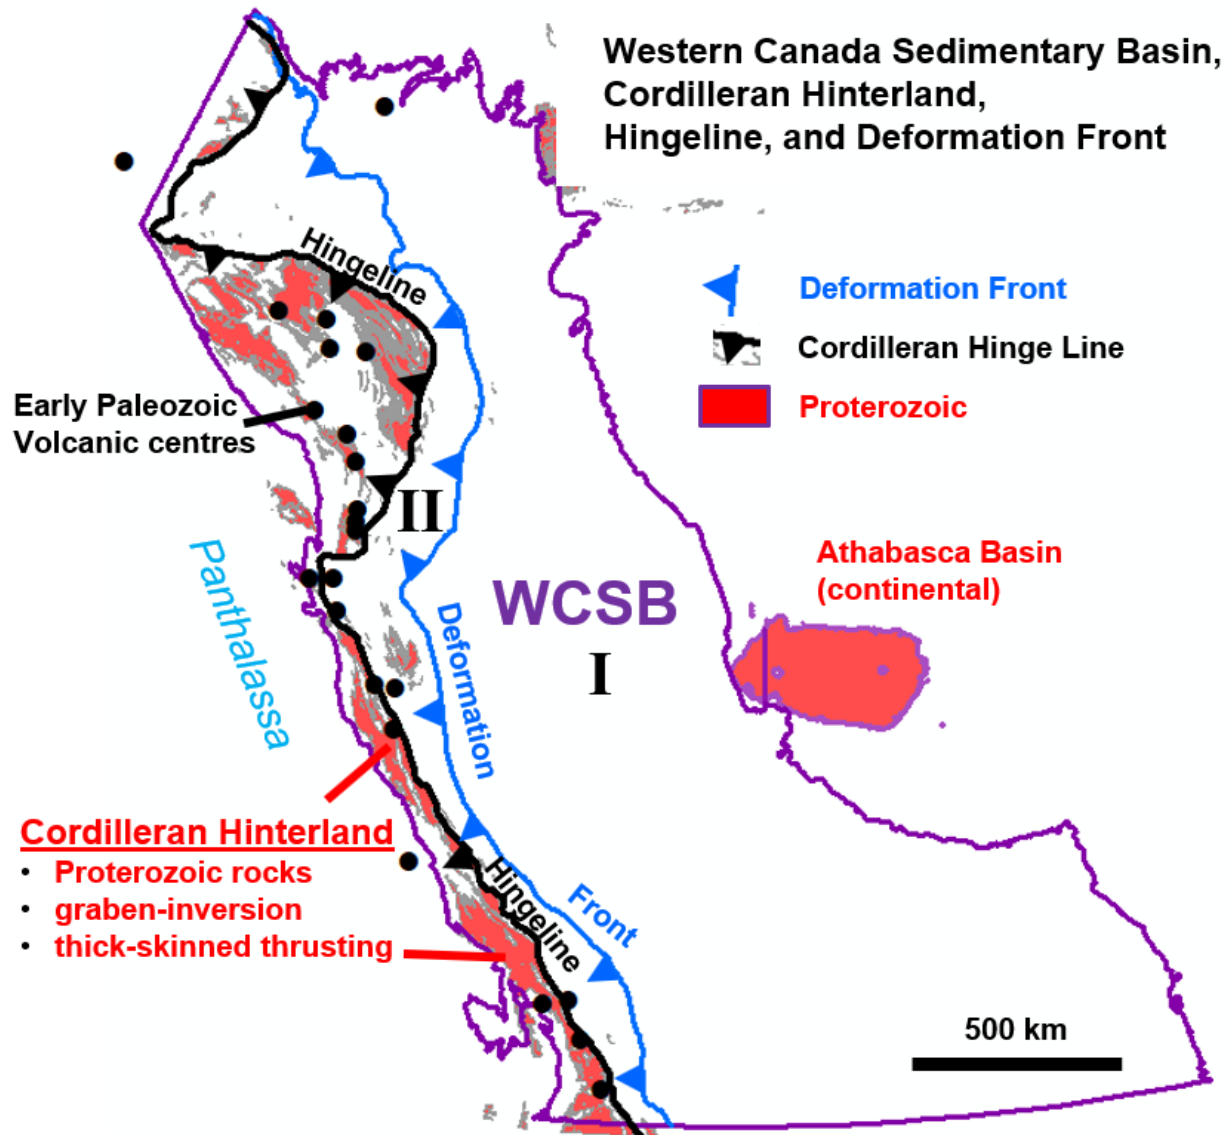 Western Canada Sedimentary Basin,
Cordilleran Hinterland,
Hingeline, and Deformation Front
Hingeline
Deformation Front
Cordilleran Hinge Line
Proterozoic
Early Paleozoic
Volcanic centres
II
Panthalassa
WCSB
I
Athabasca Basin
(continental)
Deformation
Cordilleran Hinterland
• Proterozoic rocks
• graben-inversion
• thick-skinned thrusting
Hingeline
Front
500 km